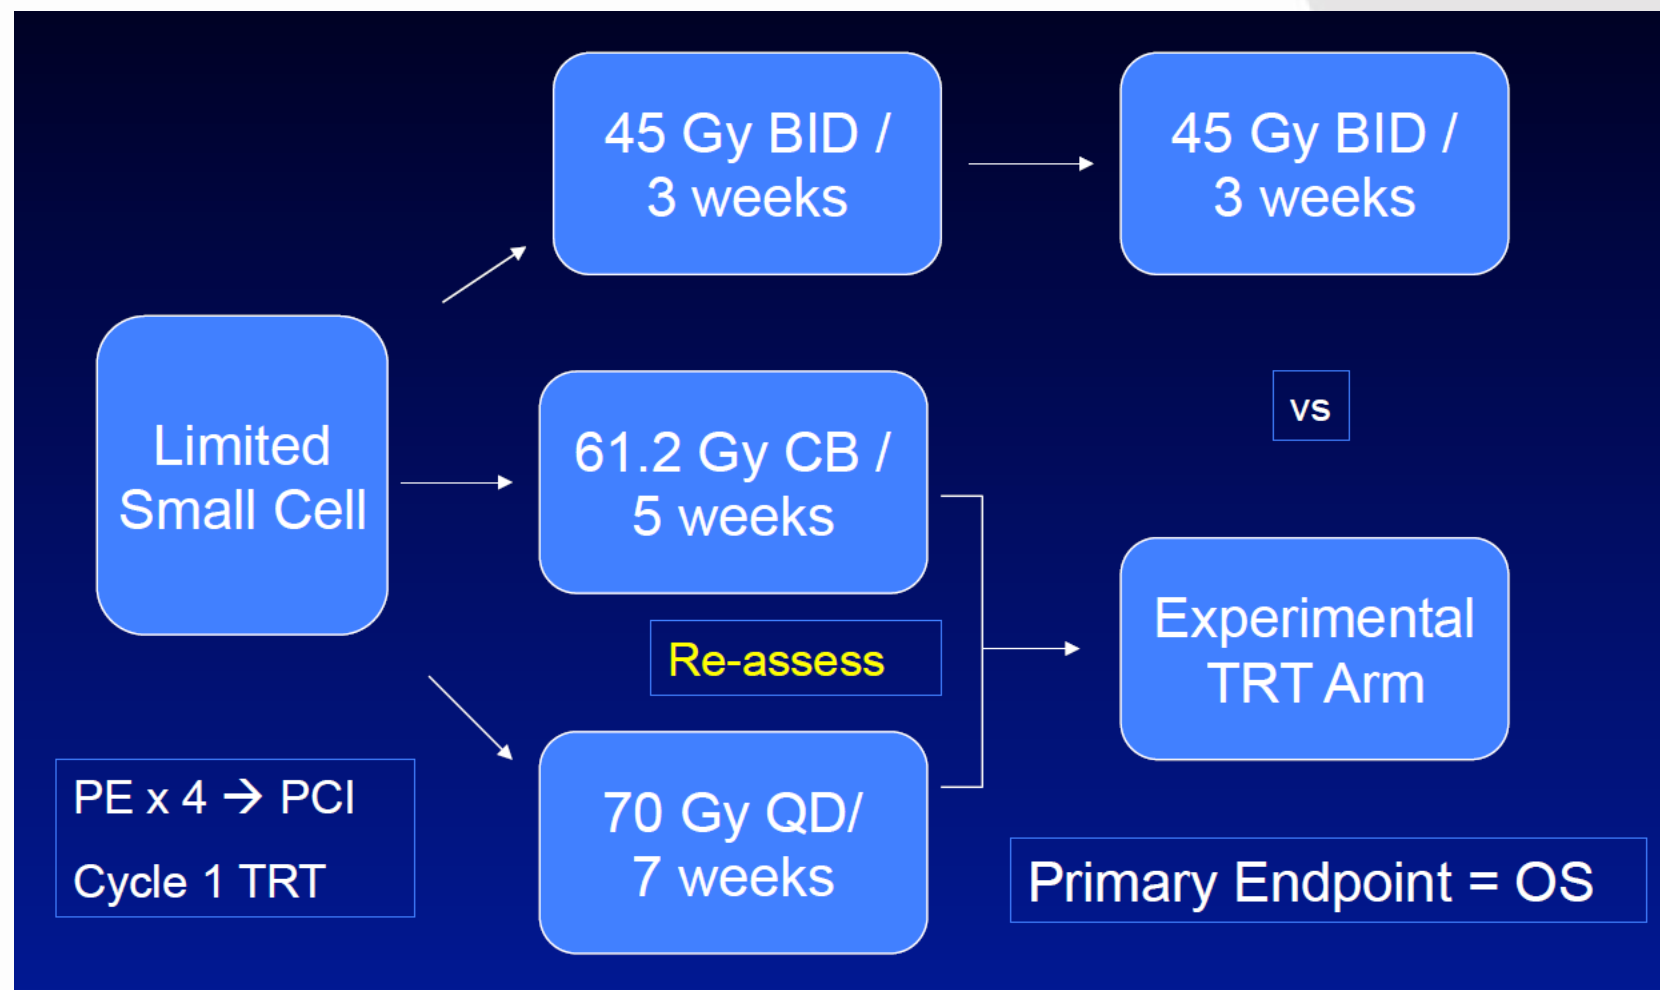 45 Gy BID /
3 weeks
45 Gy BID /
3 weeks
Limited
Small Cell
61.2 Gy CB /
5 weeks
vs
Re-assess
Experimental
TRT Arm
70 Gy QD/
7 weeks
PE x 4 → PCI
Cycle 1 TRT
Primary Endpoint = OS